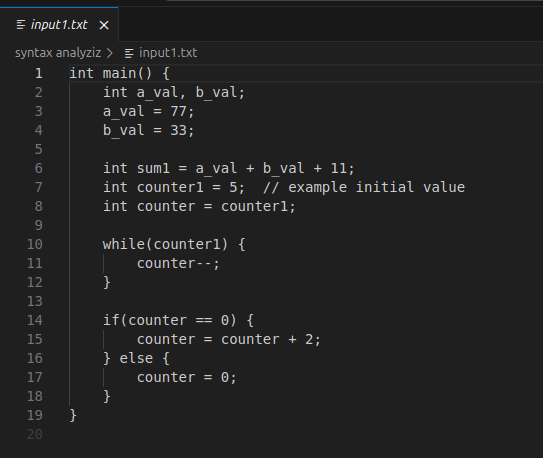 input1.txt ×
syntax analyziz > input1.txt
1 int main() {
2 int a_val, b_val;
3 a_val = 77;
4 b_val = 33;
5
6 int sum1 = a_val + b_val + 11;
7 int counter1 = 5;  // example initial value
8 int counter = counter1;
9
10 while(counter1) {
11 counter--;
12 }
13
14 if(counter == 0) {
15 counter = counter + 2;
16 } else {
17 counter = 0;
18 }
19 }
20